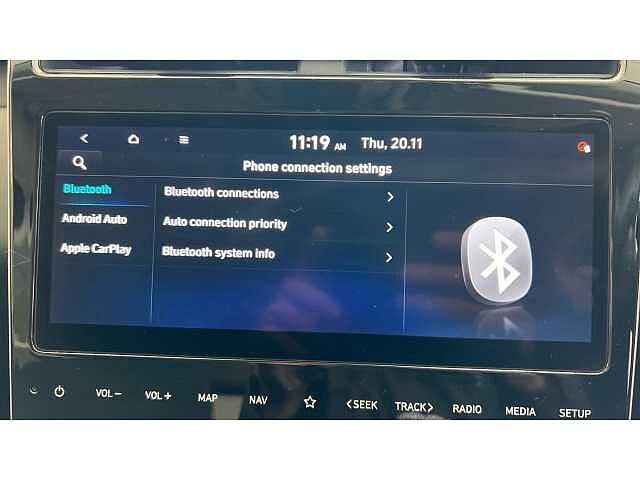 11:19 AM Thu, 20.11
Phone connection settings
Bluetooth
Bluetooth connections
Android Auto
Auto connection priority
Apple CarPlay
Bluetooth system info
VOL− VOL+ MAP NAV <SEEK TRACK> RADIO MEDIA SETUP